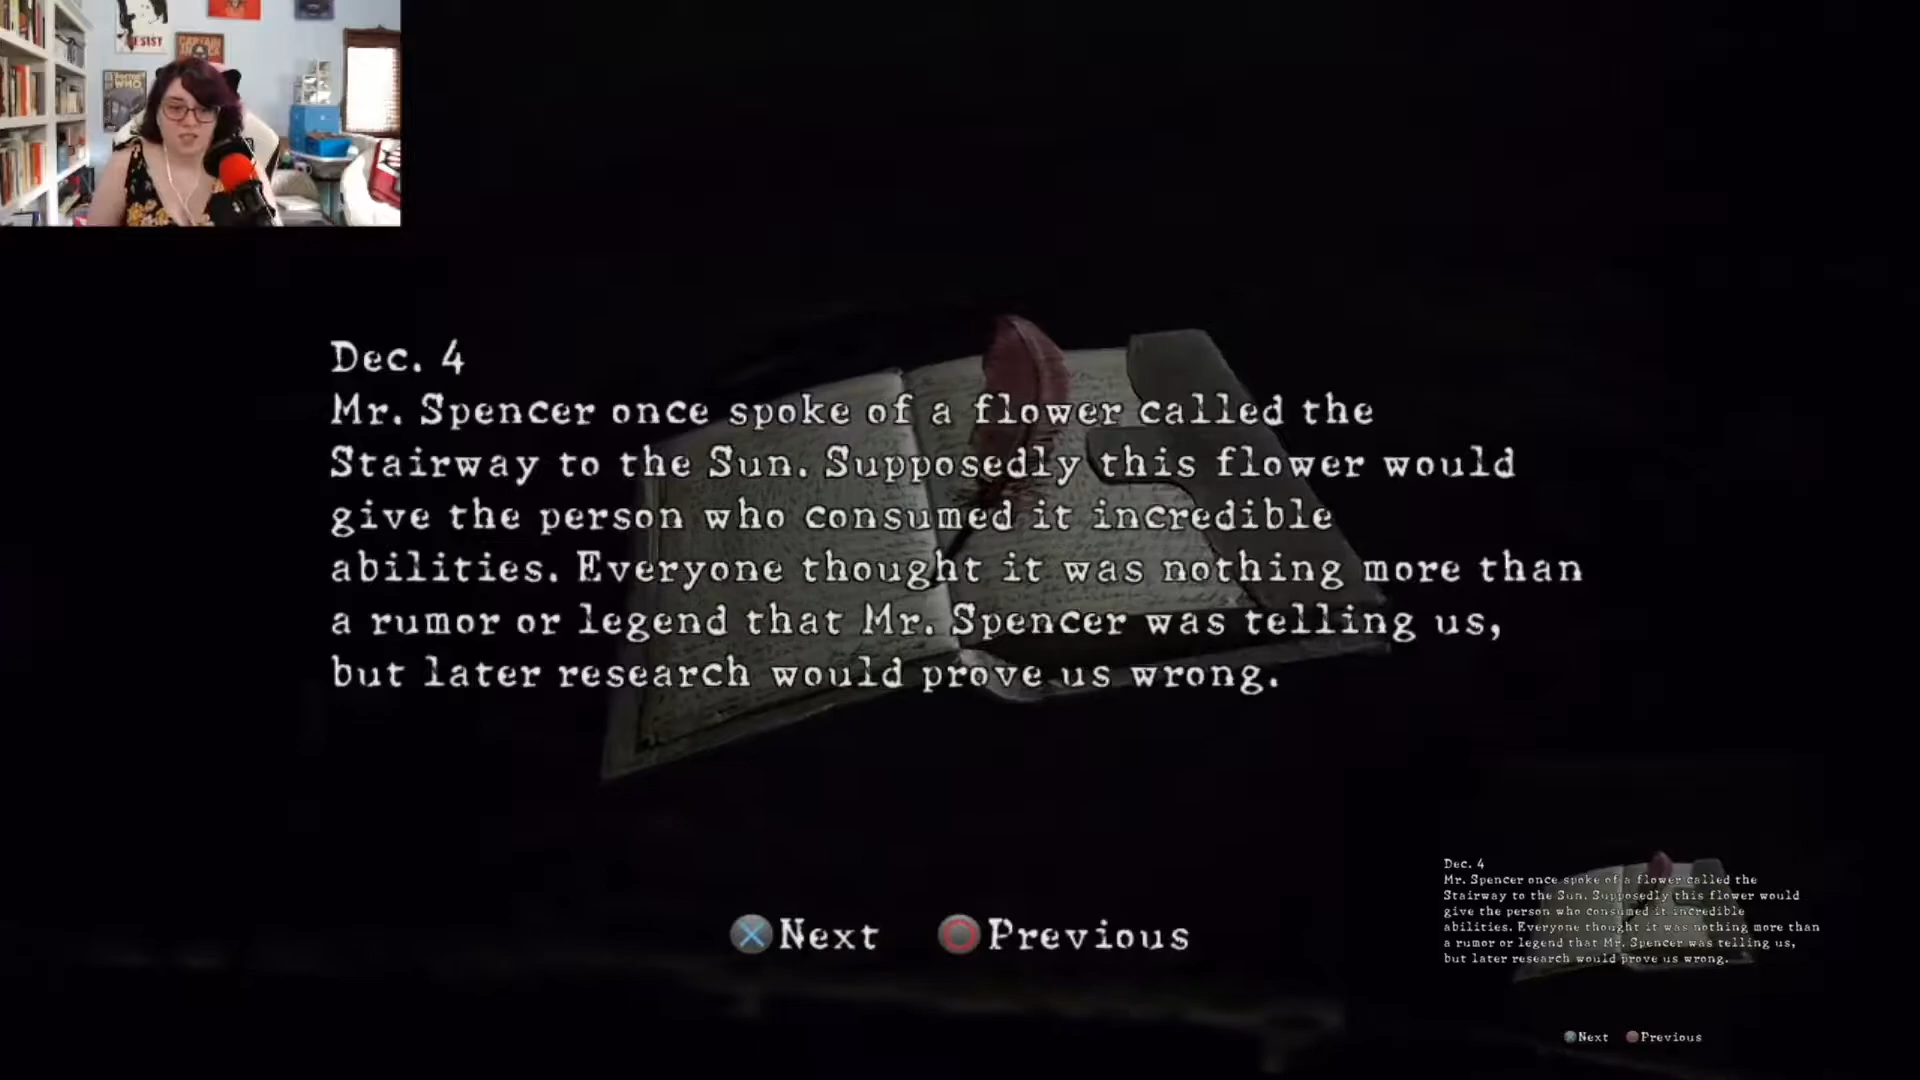 RESIST
CAPTAIN
DOCTOR
WHO
Dec. 4
Mr. Spencer once spoke of a flower called the
Stairway to the Sun. Supposedly this flower would
give the person who consumed it incredible
abilities. Everyone thought it was nothing more than
a rumor or legend that Mr. Spencer was telling us,
but later research would prove us wrong.
Next Previous
Dec. 4
Mr. Spencer once spoke of a flower called the
Stairway to the Sun. Supposedly this flower would
give the person who consumed it incredible
abilities. Everyone thought it was nothing more than
a rumor or legend that Mr. Spencer was telling us,
but later research would prove us wrong.
Next Previous